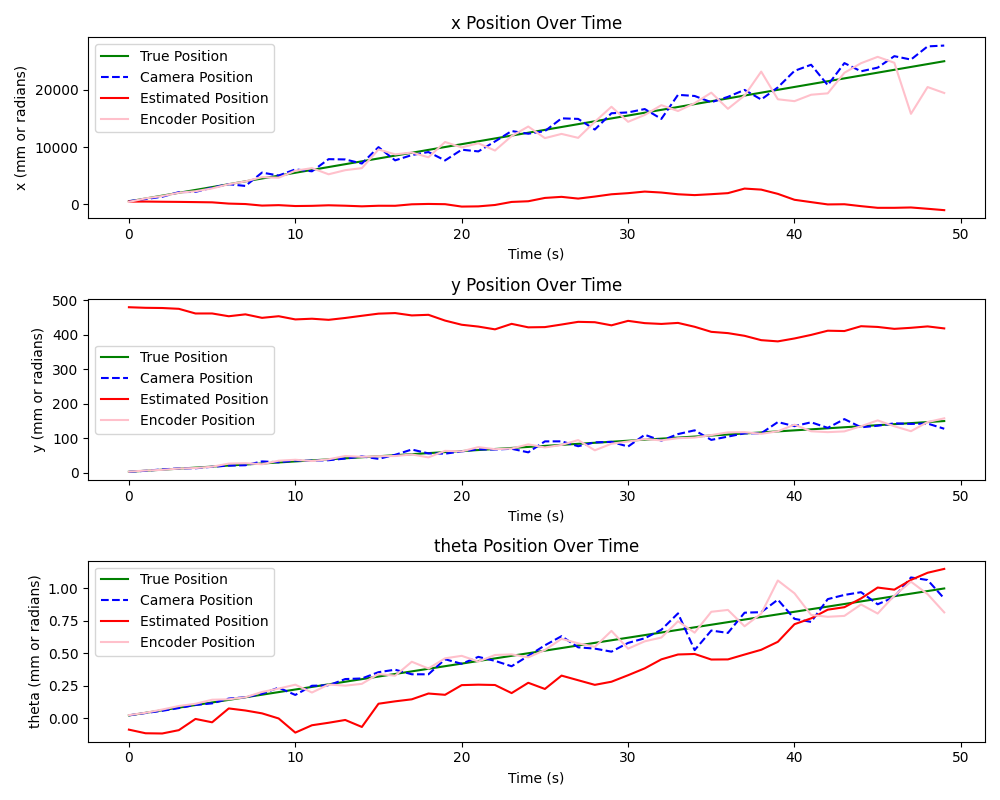 x Position Over Time
x (mm or radians)
20000
10000
0
True Position
Camera Position
Estimated Position
Encoder Position
0 10 20 30 40 50
Time (s)
y Position Over Time
y (mm or radians)
500
400
300
200
100
0
True Position
Camera Position
Estimated Position
Encoder Position
0 10 20 30 40 50
Time (s)
theta Position Over Time
theta (mm or radians)
1.00
0.75
0.50
0.25
0.00
True Position
Camera Position
Estimated Position
Encoder Position
0 10 20 30 40 50
Time (s)